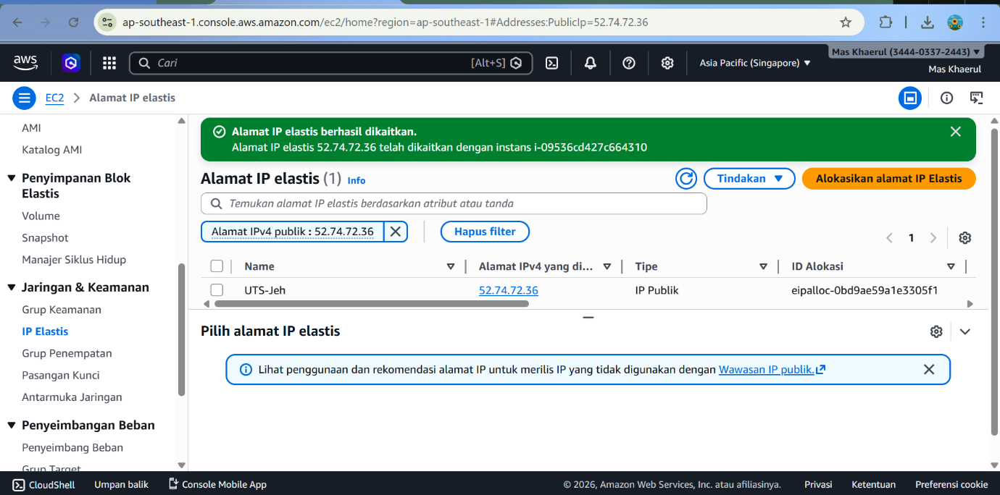 ap-southeast-1.console.aws.amazon.com/ec2/home?region=ap-southeast-1#Addresses:PublicIp=52.74.72.36
aws
Cari
[Alt+S]
Asia Pacific (Singapore)
Mas Khaerul (3444-0337-2443)
Mas Khaerul
EC2
Alamat IP elastis
AMI
Katalog AMI
Penyimpanan Blok
Elastis
Volume
Snapshot
Manajer Siklus Hidup
Jaringan & Keamanan
Grup Keamanan
IP Elastis
Grup Penempatan
Pasangan Kunci
Antarmuka Jaringan
Penyeimbangan Beban
Penyeimbang Beban
Grup Target
Alamat IP elastis berhasil dikaitkan.
Alamat IP elastis 52.74.72.36 telah dikaitkan dengan instans i-09536cd427c664310
Alamat IP elastis (1) Info
Tindakan
Alokasikan alamat IP Elastis
Temukan alamat IP elastis berdasarkan atribut atau tanda
Alamat IPv4 publik : 52.74.72.36
Hapus filter
1
Name Alamat IPv4 yang di... Tipe ID Alokasi
UTS-Jeh 52.74.72.36 IP Publik eipalloc-0bd9ae59a1e3305f1
Pilih alamat IP elastis
Lihat penggunaan dan rekomendasi alamat IP untuk merilis IP yang tidak digunakan dengan Wawasan IP publik.
CloudShell Umpan balik Console Mobile App © 2026, Amazon Web Services, Inc. atau afiliasinya. Privasi Ketentuan Preferensi cookie